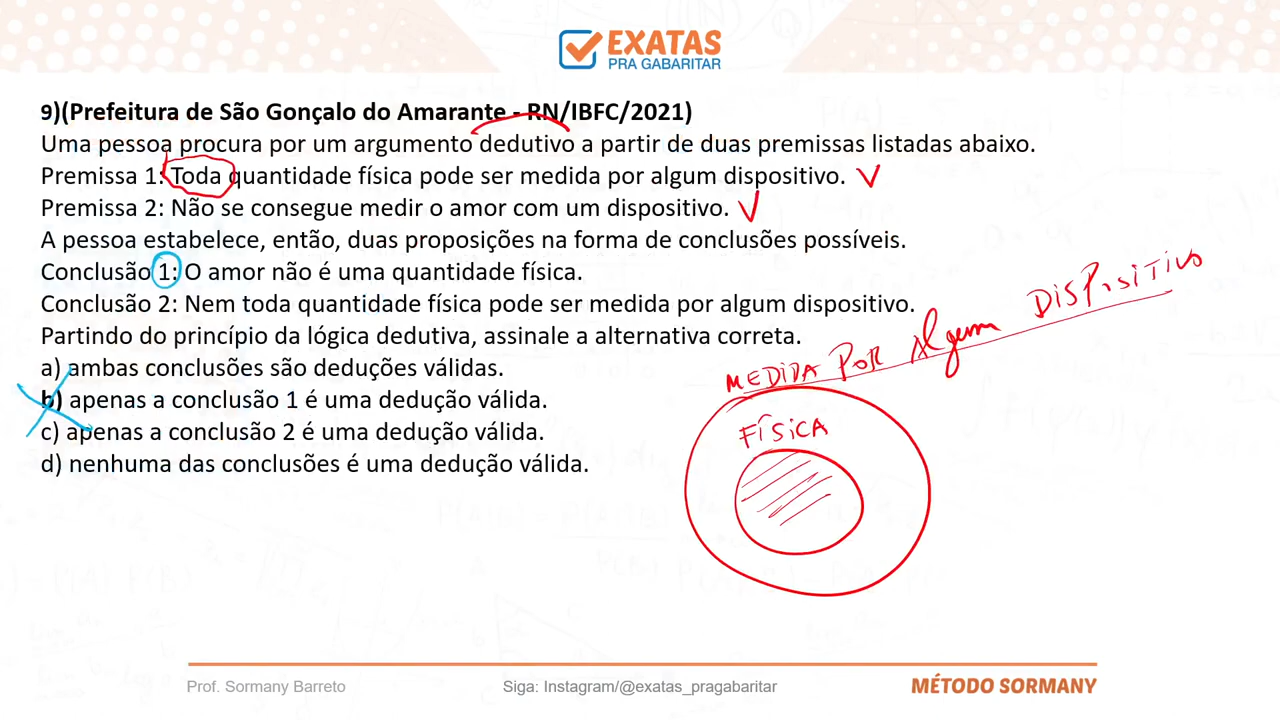 EXATAS
PRA GABARITAR
9)(Prefeitura de São Gonçalo do Amarante - RN/IBFC/2021)
Uma pessoa procura por um argumento dedutivo a partir de duas premissas listadas abaixo.
Premissa 1: Toda quantidade física pode ser medida por algum dispositivo.
Premissa 2: Não se consegue medir o amor com um dispositivo.
A pessoa estabelece, então, duas proposições na forma de conclusões possíveis.
Conclusão 1: O amor não é uma quantidade física.
Conclusão 2: Nem toda quantidade física pode ser medida por algum dispositivo.
Partindo do princípio da lógica dedutiva, assinale a alternativa correta.
a) ambas conclusões são deduções válidas.
b) apenas a conclusão 1 é uma dedução válida.
c) apenas a conclusão 2 é uma dedução válida.
d) nenhuma das conclusões é uma dedução válida.
MEDIDA POR Algum DISPOSITIVO
FÍSICA
Prof. Sormany Barreto
Siga: Instagram/@exatas_pragabaritar
MÉTODO SORMANY